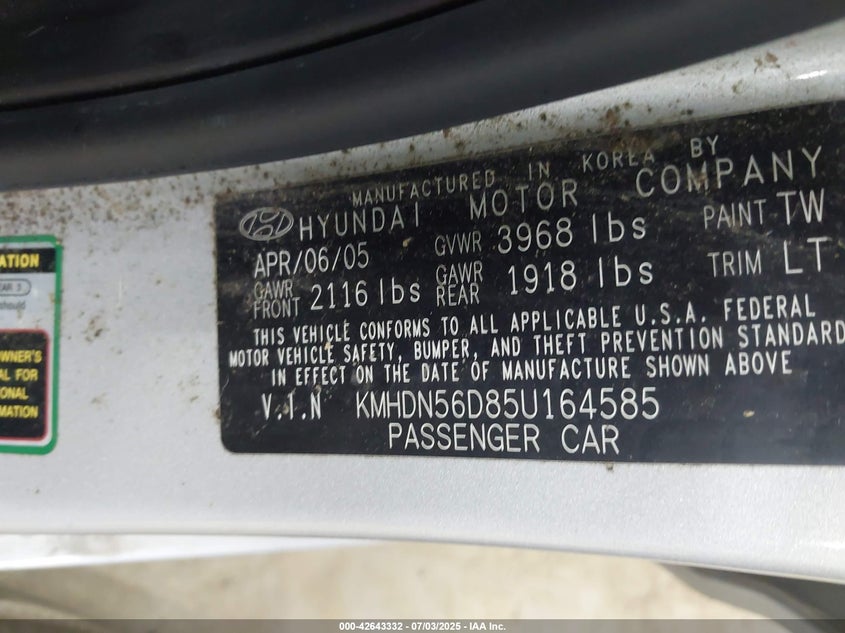 MANUFACTURED IN KOREA BY
HYUNDAI MOTOR COMPANY
APR/06/05 GVWR 3968 lbs PAINT TW
GAWR FRONT 2116 lbs GAWR REAR 1918 lbs TRIM LT
THIS VEHICLE CONFORMS TO ALL APPLICABLE U.S.A. FEDERAL
MOTOR VEHICLE SAFETY, BUMPER, AND THEFT PREVENTION STANDARD
IN EFFECT ON THE DATE OF MANUFACTURE SHOWN ABOVE
V.I.N KMHDN56D85U164585
PASSENGER CAR
ATION
should
OWNER'S
AL FOR
IONAL
MATION
000-42643332 - 07/03/2025 - IAA Inc.